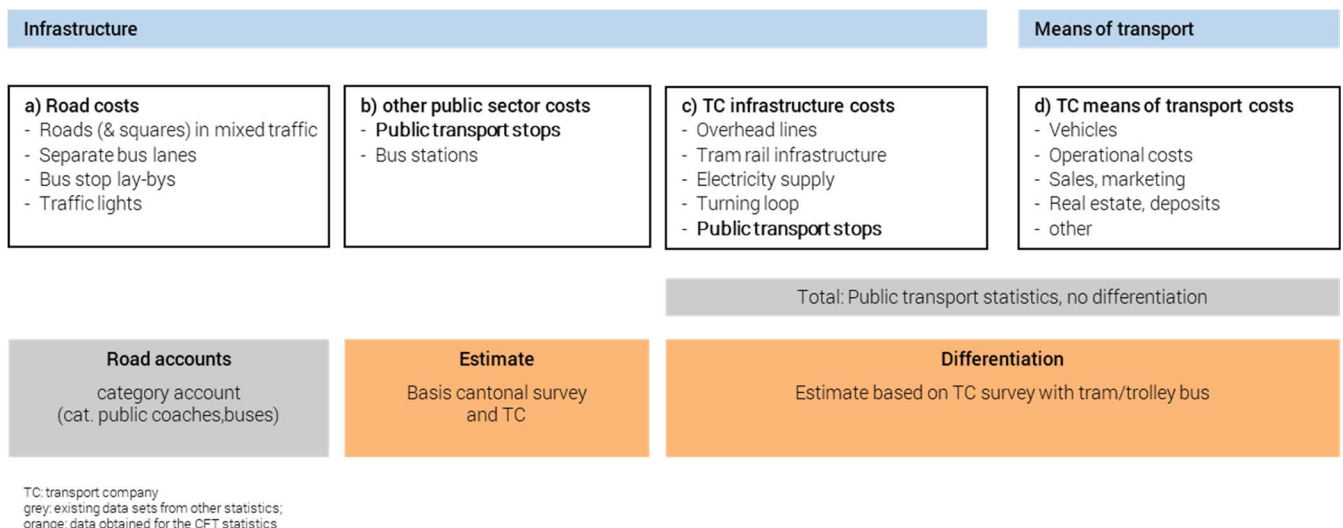 Infrastructure
Means of transport
a) Road costs
- Roads (& squares) in mixed traffic
- Separate bus lanes
- Bus stop lay-bys
- Traffic lights
b) other public sector costs
- Public transport stops
- Bus stations
c) TC infrastructure costs
- Overhead lines
- Tram rail infrastructure
- Electricity supply
- Turning loop
- Public transport stops
d) TC means of transport costs
- Vehicles
- Operational costs
- Sales, marketing
- Real estate, deposits
- other
Total: Public transport statistics, no differentiation
Road accounts
category account
(cat. public coaches,buses)
Estimate
Basis cantonal survey
and TC
Differentiation
Estimate based on TC survey with tram/trolley bus
TC: transport company
grey: existing data sets from other statistics;
orange: data obtained for the CFT statistics